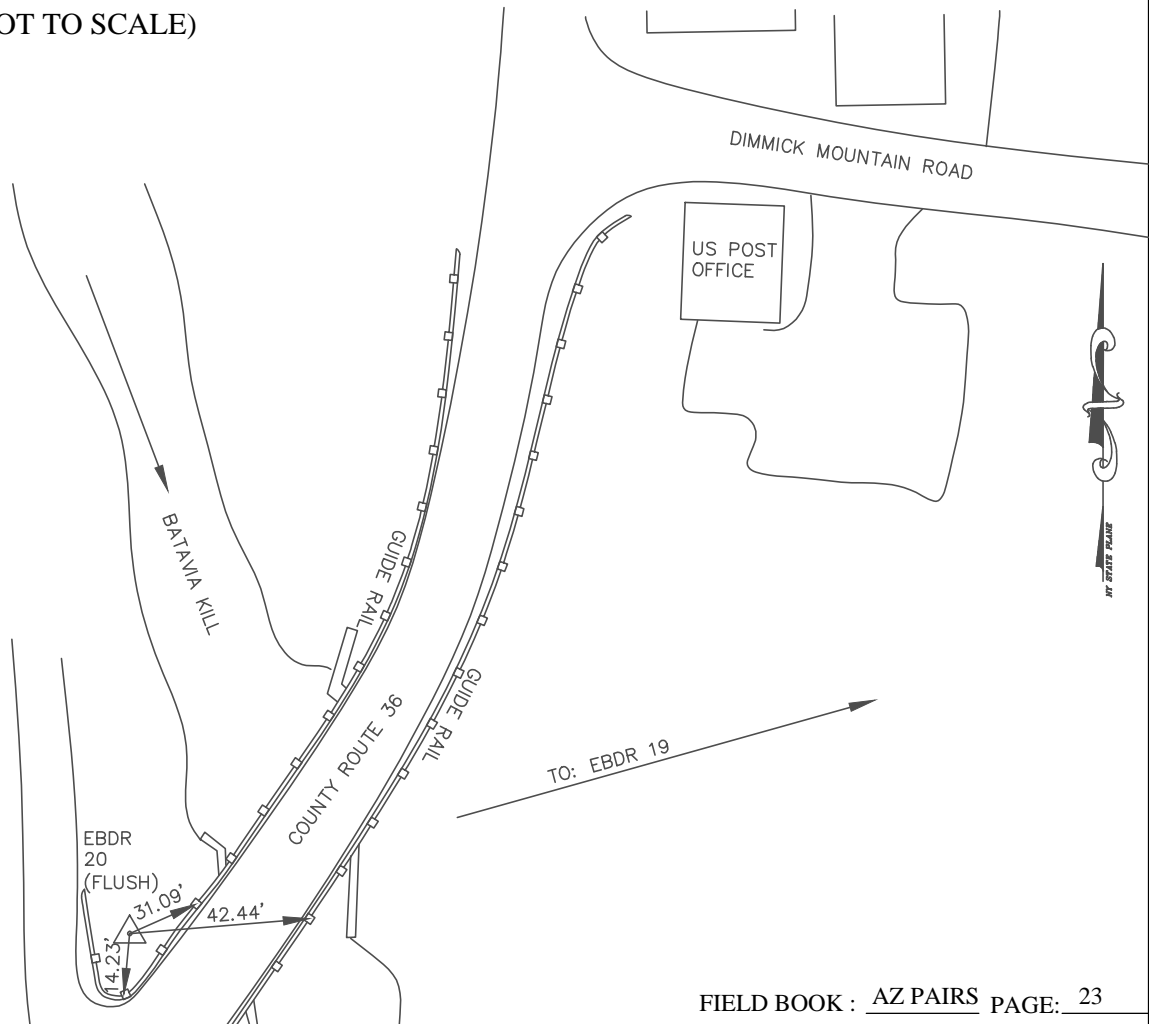 OT TO SCALE)
DIMMICK MOUNTAIN ROAD
US POST
OFFICE
NY STATE PLANE
BATAVIA KILL
GUIDE RAIL
GUIDE RAIL
COUNTY ROUTE 36
TO: EBDR 19
EBDR
20
(FLUSH)
31.09'
42.44'
14.23'
FIELD BOOK : AZ PAIRS PAGE: 23